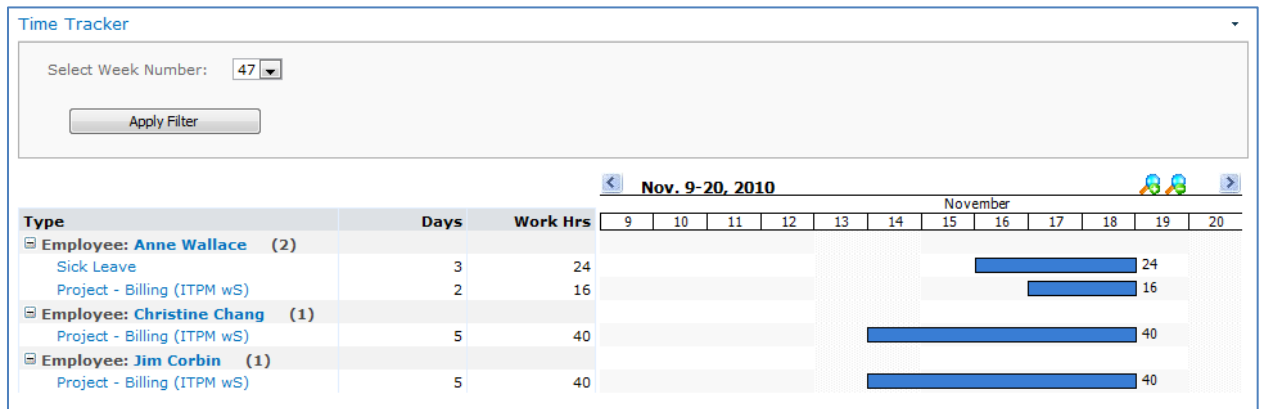 Time Tracker
Select Week Number: 47
Apply Filter
Nov. 9-20, 2010
November
Type Days Work Hrs 9 10 11 12 13 14 15 16 17 18 19 20
Employee: Anne Wallace (2)
Sick Leave 3 24 24
Project - Billing (ITPM wS) 2 16 16
Employee: Christine Chang (1)
Project - Billing (ITPM wS) 5 40 40
Employee: Jim Corbin (1)
Project - Billing (ITPM wS) 5 40 40